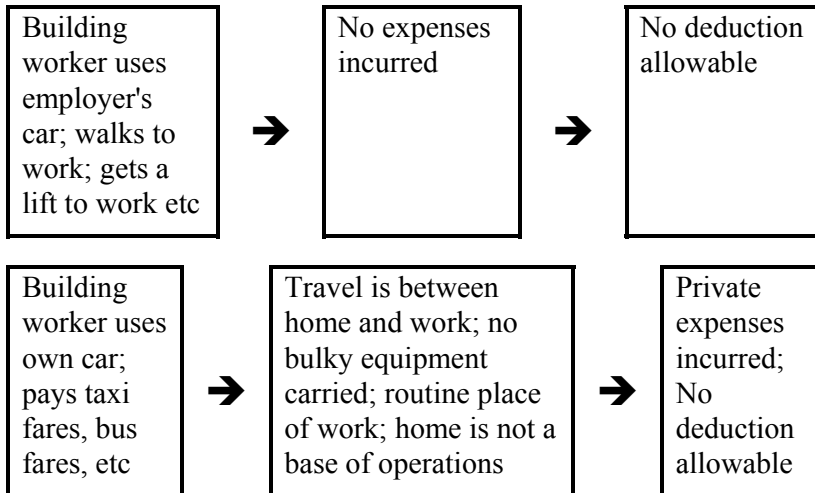 Building
worker uses
employer's
car; walks to
work; gets a
lift to work etc
No expenses
incurred
No deduction
allowable
Building
worker uses
own car;
pays taxi
fares, bus
fares, etc
Travel is between
home and work; no
bulky equipment
carried; routine place
of work; home is not a
base of operations
Private
expenses
incurred;
No
deduction
allowable